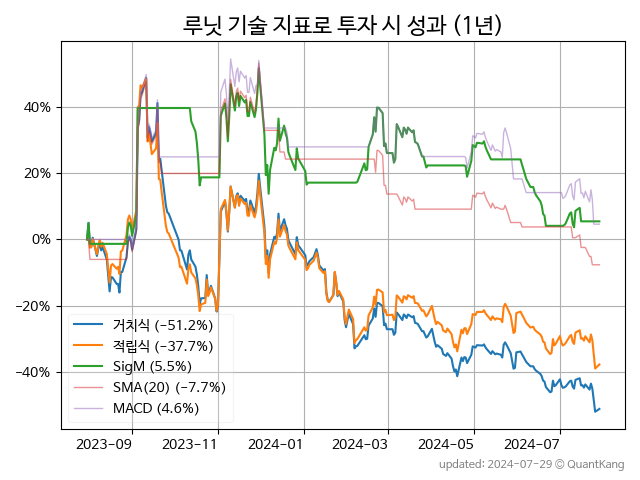 루닛 기술 지표로 투자 시 성과 (1년)
40%
20%
0%
−20%
−40%
거치식 (−51.2%)
적립식 (−37.7%)
SigM (5.5%)
SMA(20) (−7.7%)
MACD (4.6%)
2023-09 2023-11 2024-01 2024-03 2024-05 2024-07
updated: 2024-07-29 ⓒ QuantKang